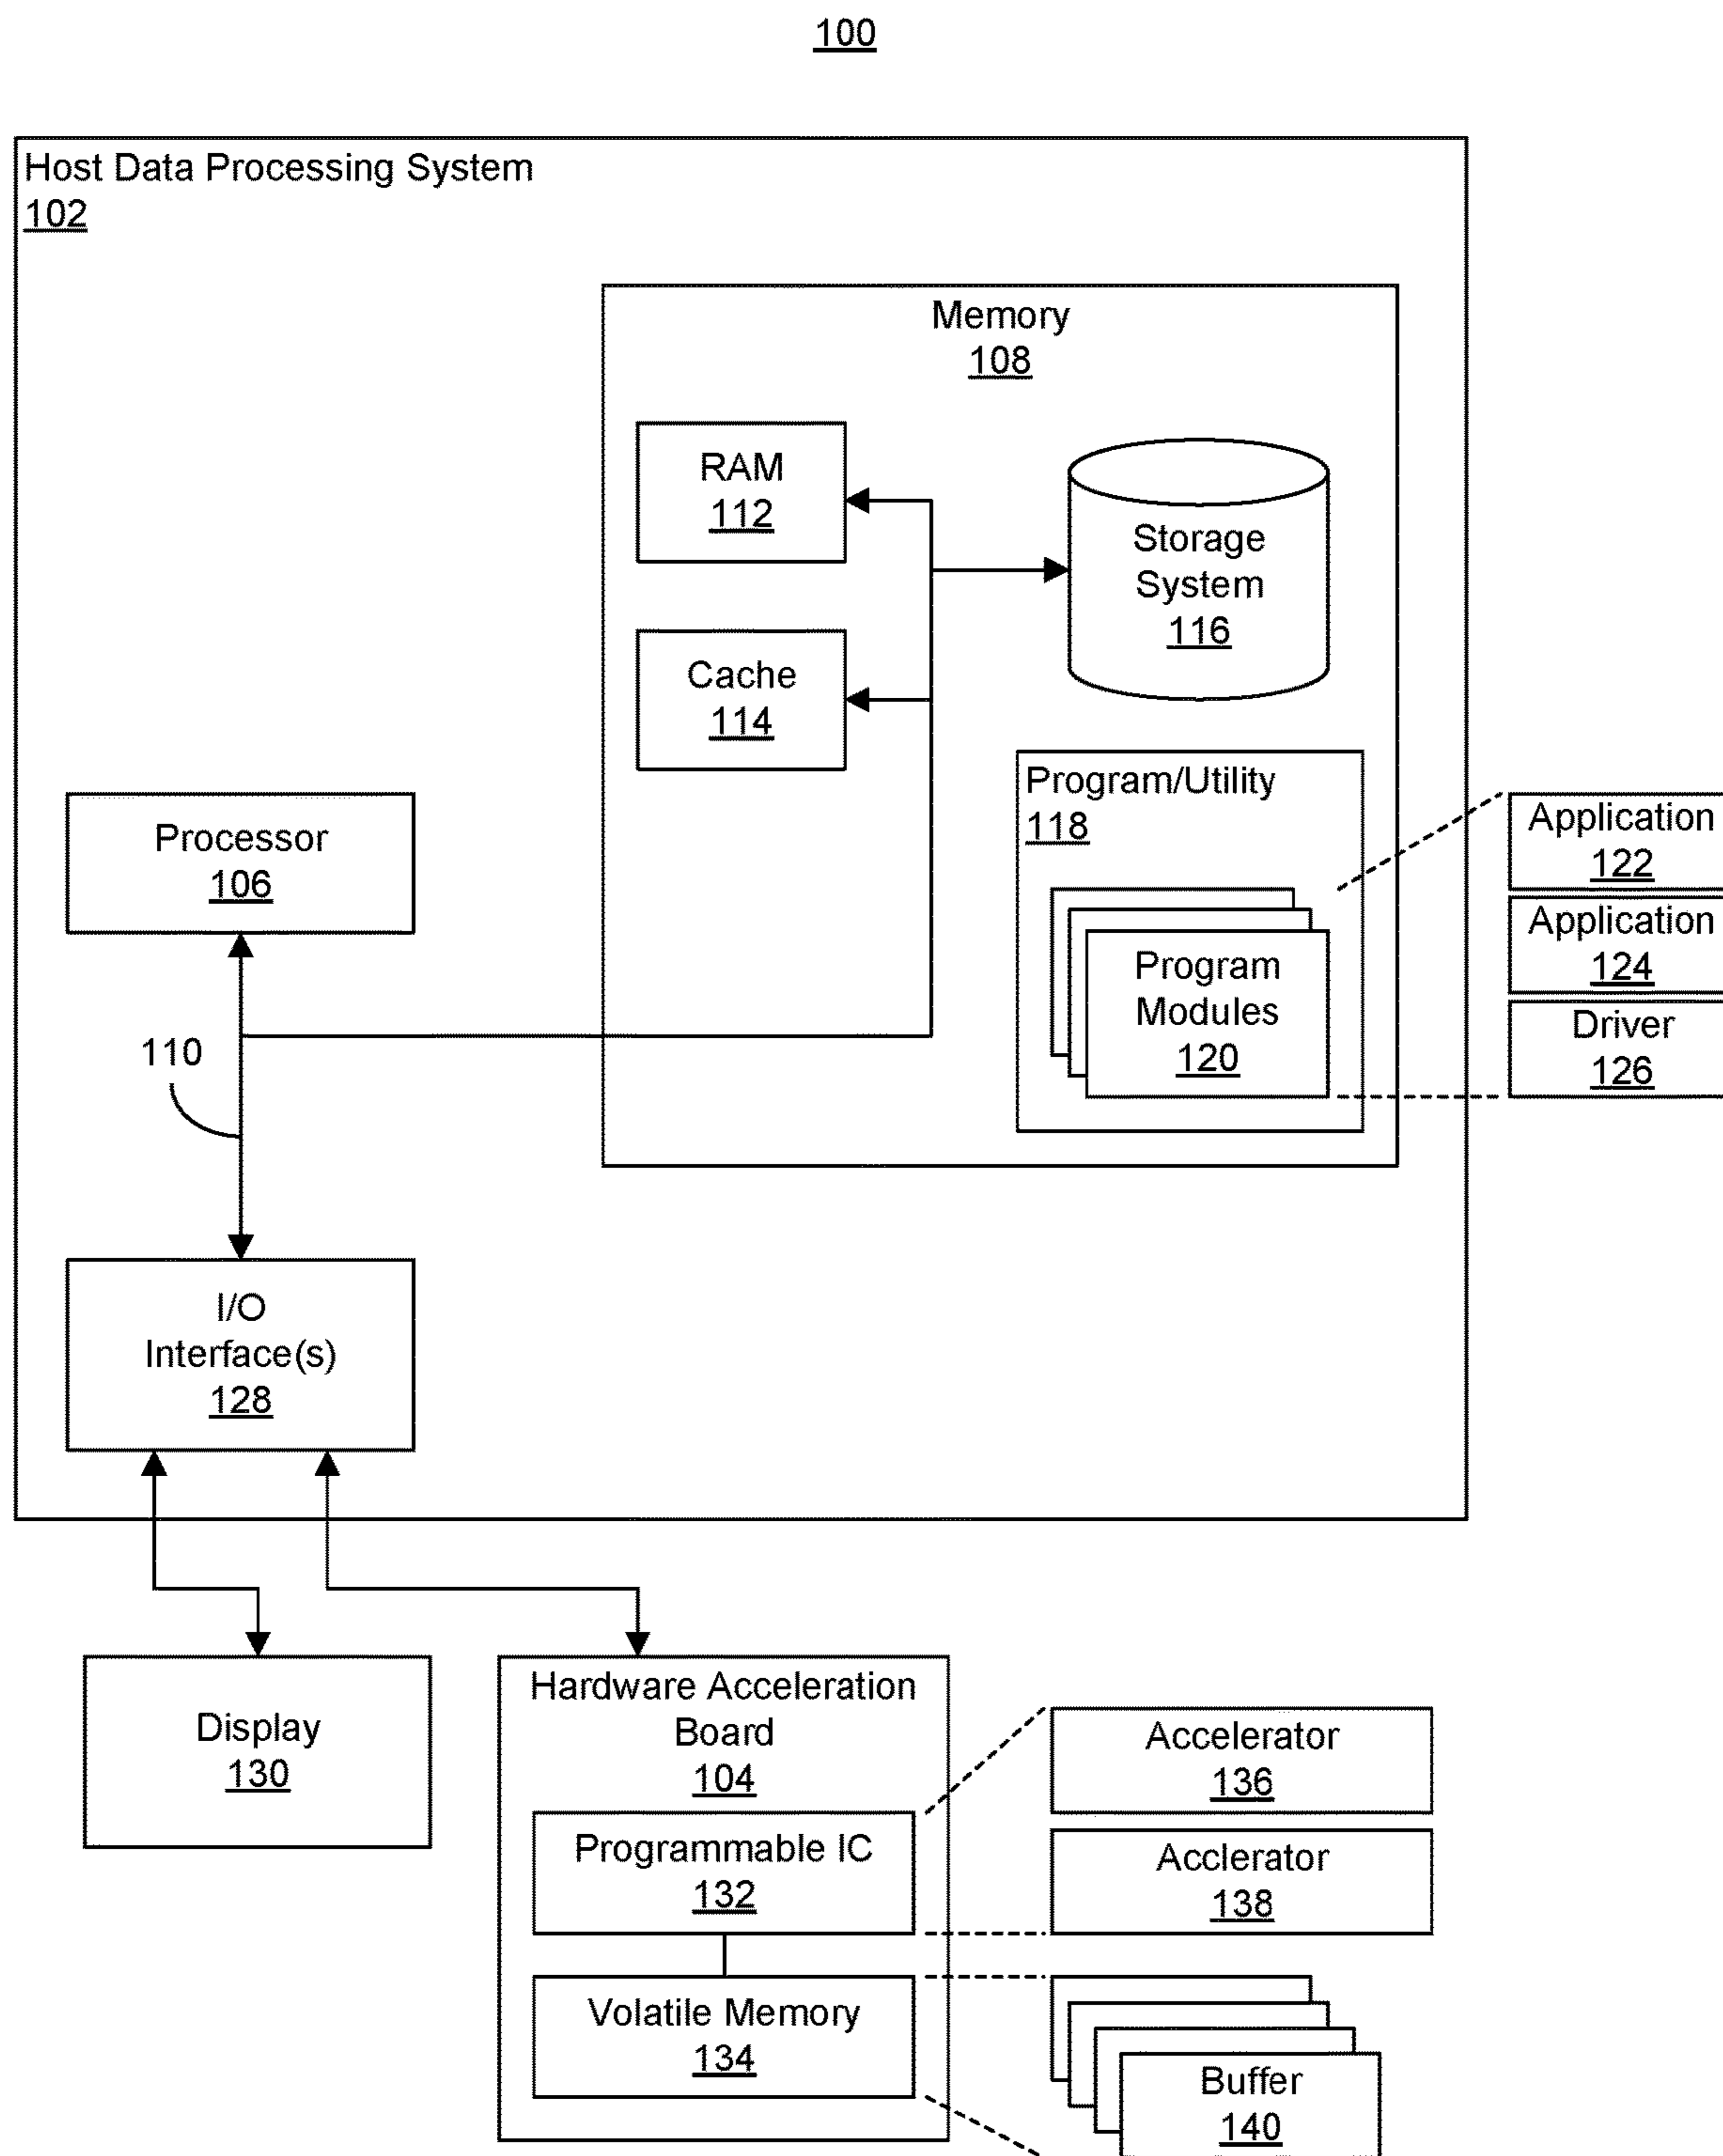 100
Host Data Processing System
102
Memory
108
RAM
112
Storage
System
116
Cache
114
Program/Utility
118
Processor
106
Application
122
Application
124
Program
Modules
120
Driver
126
110
I/O
Interface(s)
128
Display
130
Hardware Acceleration
Board
104
Programmable IC
132
Volatile Memory
134
Accelerator
136
Acclerator
138
Buffer
140